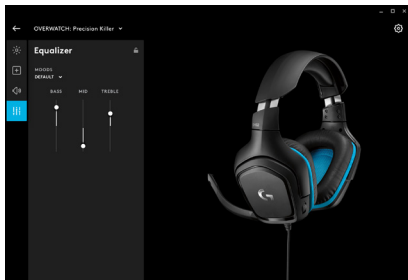 OVERWATCH: Precision Killer
Equalizer
MOODS
DEFAULT
BASS MID TREBLE
G